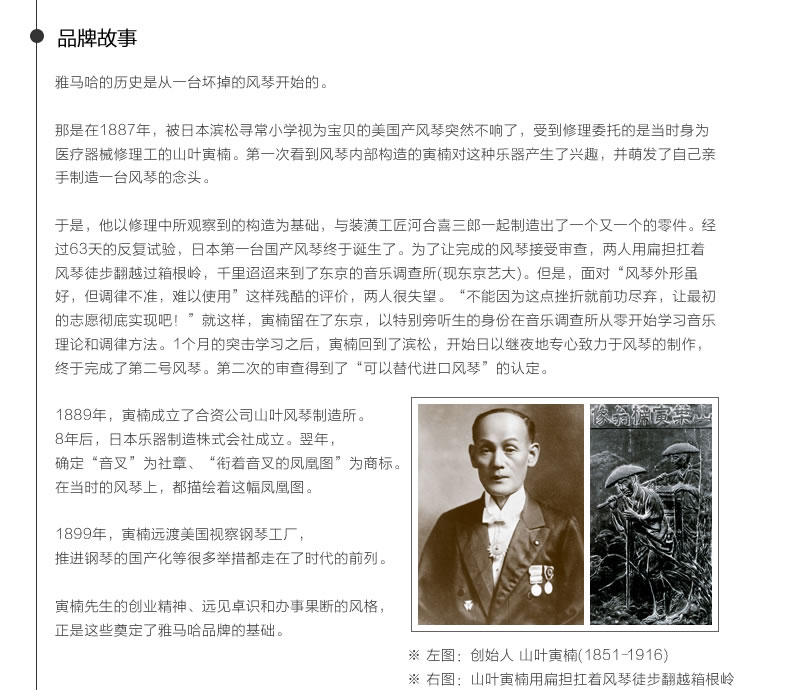 品牌故事
雅马哈的历史是从一台坏掉的风琴开始的。
那是在1887年，被日本滨松寻常小学视为宝贝的美国产风琴突然不响了，受到修理委托的是当时身为
医疗器械修理工的山叶寅楠。第一次看到风琴内部构造的寅楠对这种乐器产生了兴趣，并萌发了自己亲
手制造一台风琴的念头。
于是，他以修理中所观察到的构造为基础，与装潢工匠河合喜三郎一起制造出了一个又一个的零件。经
过63天的反复试验，日本第一台国产风琴终于诞生了。为了让完成的风琴接受审查，两人用扁担扛着
风琴徒步翻越过箱根岭，千里迢迢来到了东京的音乐调查所(现东京艺大)。但是，面对“风琴外形虽
好，但调律不准，难以使用”这样残酷的评价，两人很失望。“不能因为这点挫折就前功尽弃，让最初
的志愿彻底实现吧！”就这样，寅楠留在了东京，以特别旁听生的身份在音乐调查所从零开始学习音乐
理论和调律方法。1个月的突击学习之后，寅楠回到了滨松，开始日以继夜地专心致力于风琴的制作，
终于完成了第二号风琴。第二次的审查得到了“可以替代进口风琴”的认定。
1889年，寅楠成立了合资公司山叶风琴制造所。
8年后，日本乐器制造株式会社成立。翌年，
确定“音叉”为社章、“衔着音叉的凤凰图”为商标。
在当时的风琴上，都描绘着这幅凤凰图。
1899年，寅楠远渡美国视察钢琴工厂，
推进钢琴的国产化等很多举措都走在了时代的前列。
寅楠先生的创业精神、远见卓识和办事果断的风格，
正是这些奠定了雅马哈品牌的基础。
像翁楠寅葉山
※ 左图：创始人 山叶寅楠(1851-1916)
※ 右图：山叶寅楠用扁担扛着风琴徒步翻越箱根岭